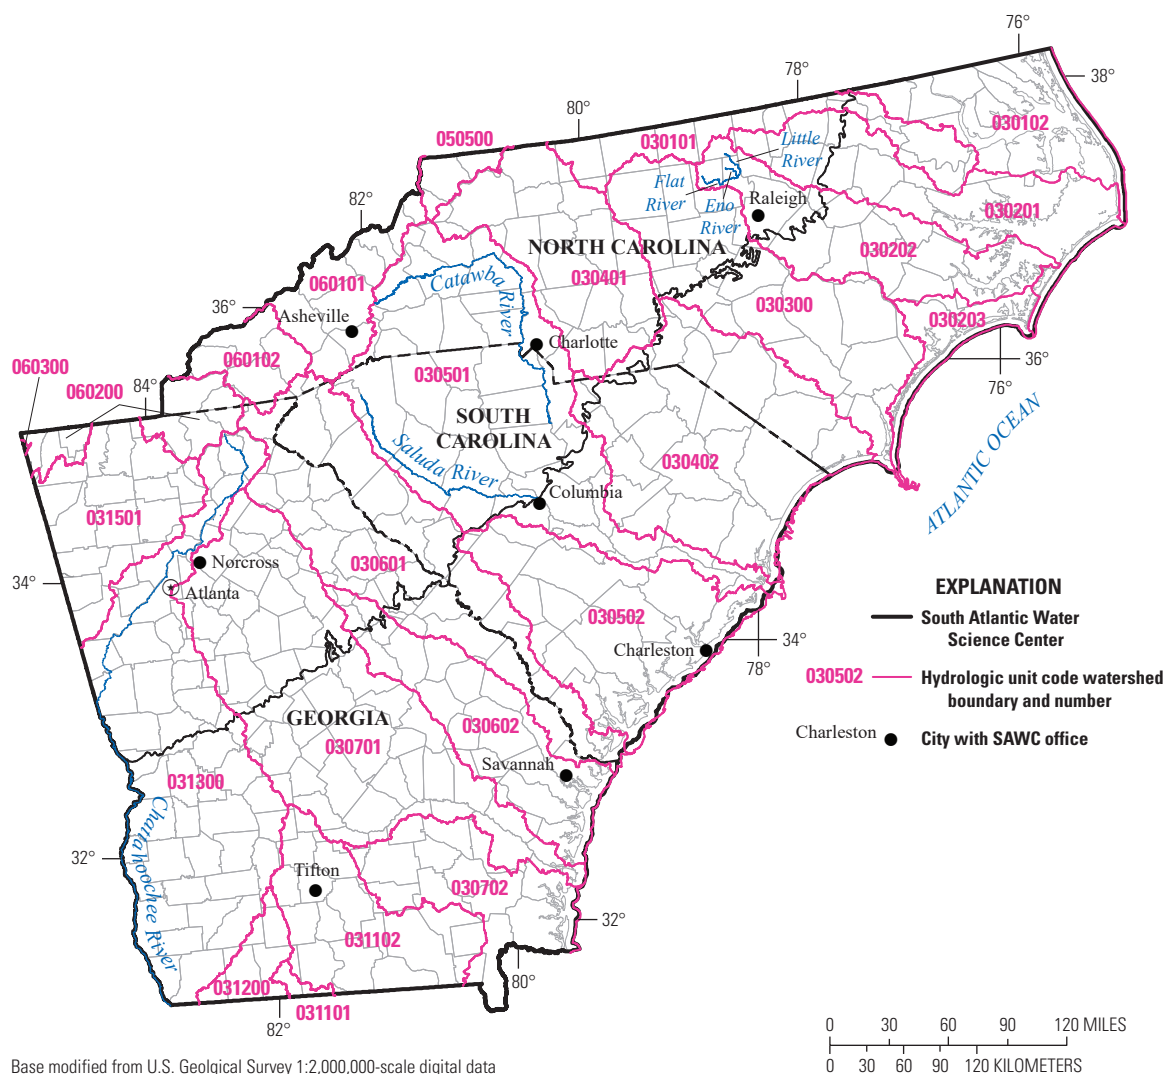 76°
38°
78°
80°
050500
030101
Little
River
030102
Flat
River
Eno
River
Raleigh
82°
030201
NORTH CAROLINA
030202
060101
Catawba
River
030401
030300
030203
36°
Asheville
Charlotte
36°
76°
060300
060200
84°
060102
030501
SOUTH
CAROLINA
Saluda River
030402
Columbia
ATLANTIC OCEAN
031501
Norcross
Atlanta
030601
34°
030502
Charleston
34°
78°
EXPLANATION
South Atlantic Water
Science Center
030502
Hydrologic unit code watershed
boundary and number
Charleston
City with SAWC office
GEORGIA
030701
030602
Savannah
031300
Chattahoochee River
32°
Tifton
030702
32°
031102
80°
031200
031101
82°
0 30 60 90 120 MILES
0 30 60 90 120 KILOMETERS
Base modified from U.S. Geological Survey 1:2,000,000-scale digital data